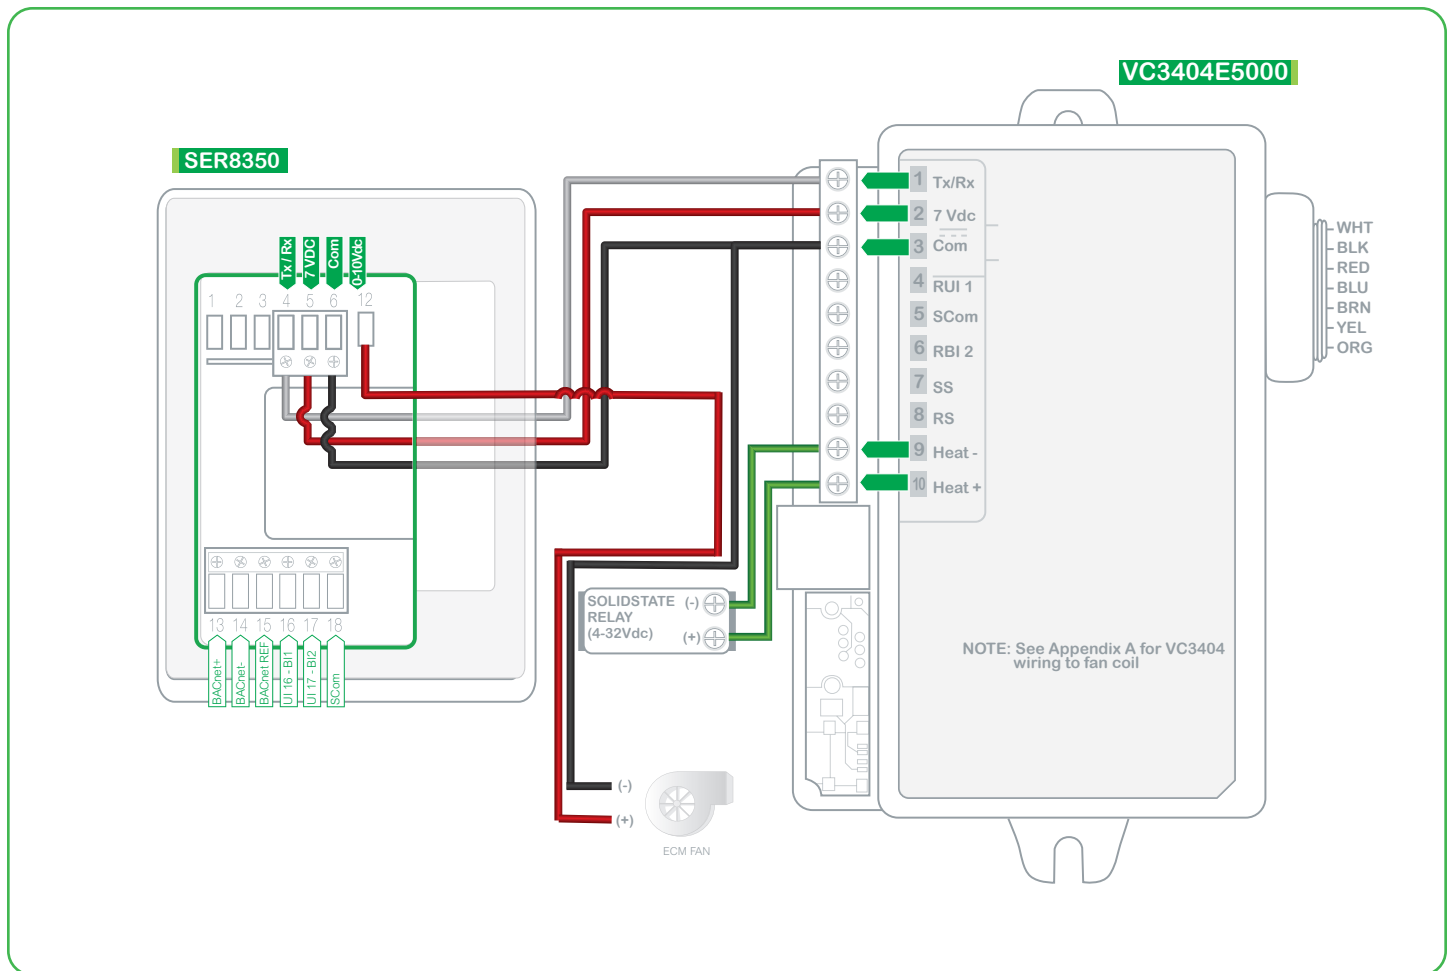 VC3404E5000
SER8350
Tx / Rx
7 VDC
Com
0-10Vdc
1 2 3 4 5 6 12
13 14 15 16 17 18
BACnet+
BACnet-
BACnet REF
UI 16 - BI1
UI 17 - BI2
SCom
1 Tx/Rx
2 7 Vdc
3 Com
4 RUI 1
5 SCom
6 RBI 2
7 SS
8 RS
9 Heat -
10 Heat +
WHT
BLK
RED
BLU
BRN
YEL
ORG
SOLIDSTATE (-)
RELAY
(4-32Vdc) (+)
NOTE: See Appendix A for VC3404
wiring to fan coil
(-)
(+)
ECM FAN